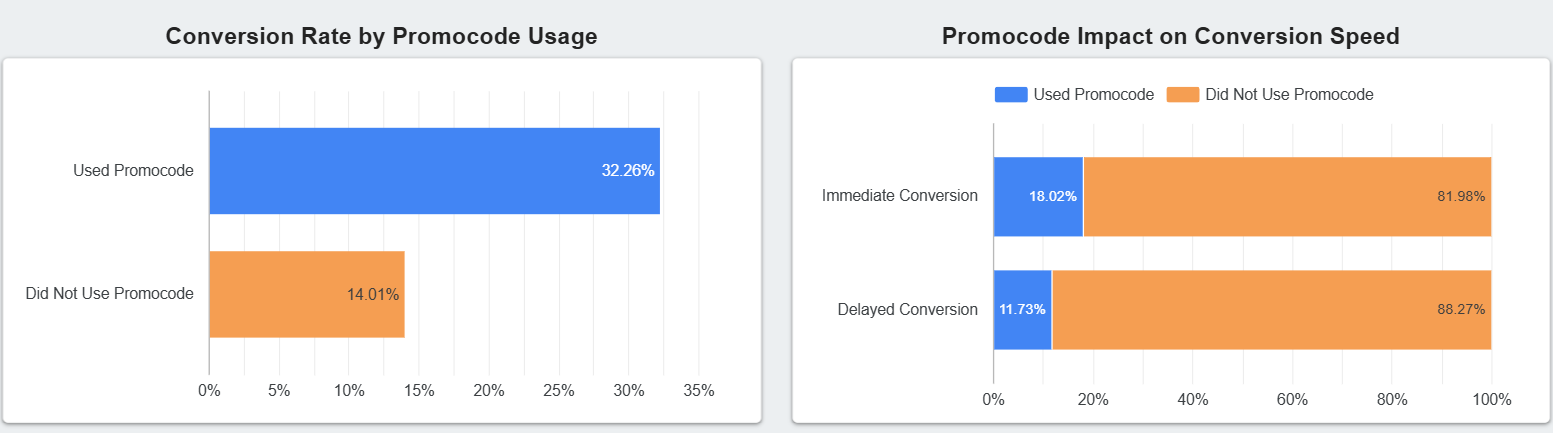 Conversion Rate by Promocode Usage
Used Promocode
32.26%
Did Not Use Promocode
14.01%
0% 5% 10% 15% 20% 25% 30% 35%
Promocode Impact on Conversion Speed
Used Promocode Did Not Use Promocode
Immediate Conversion
18.02% 81.98%
Delayed Conversion
11.73% 88.27%
0% 20% 40% 60% 80% 100%